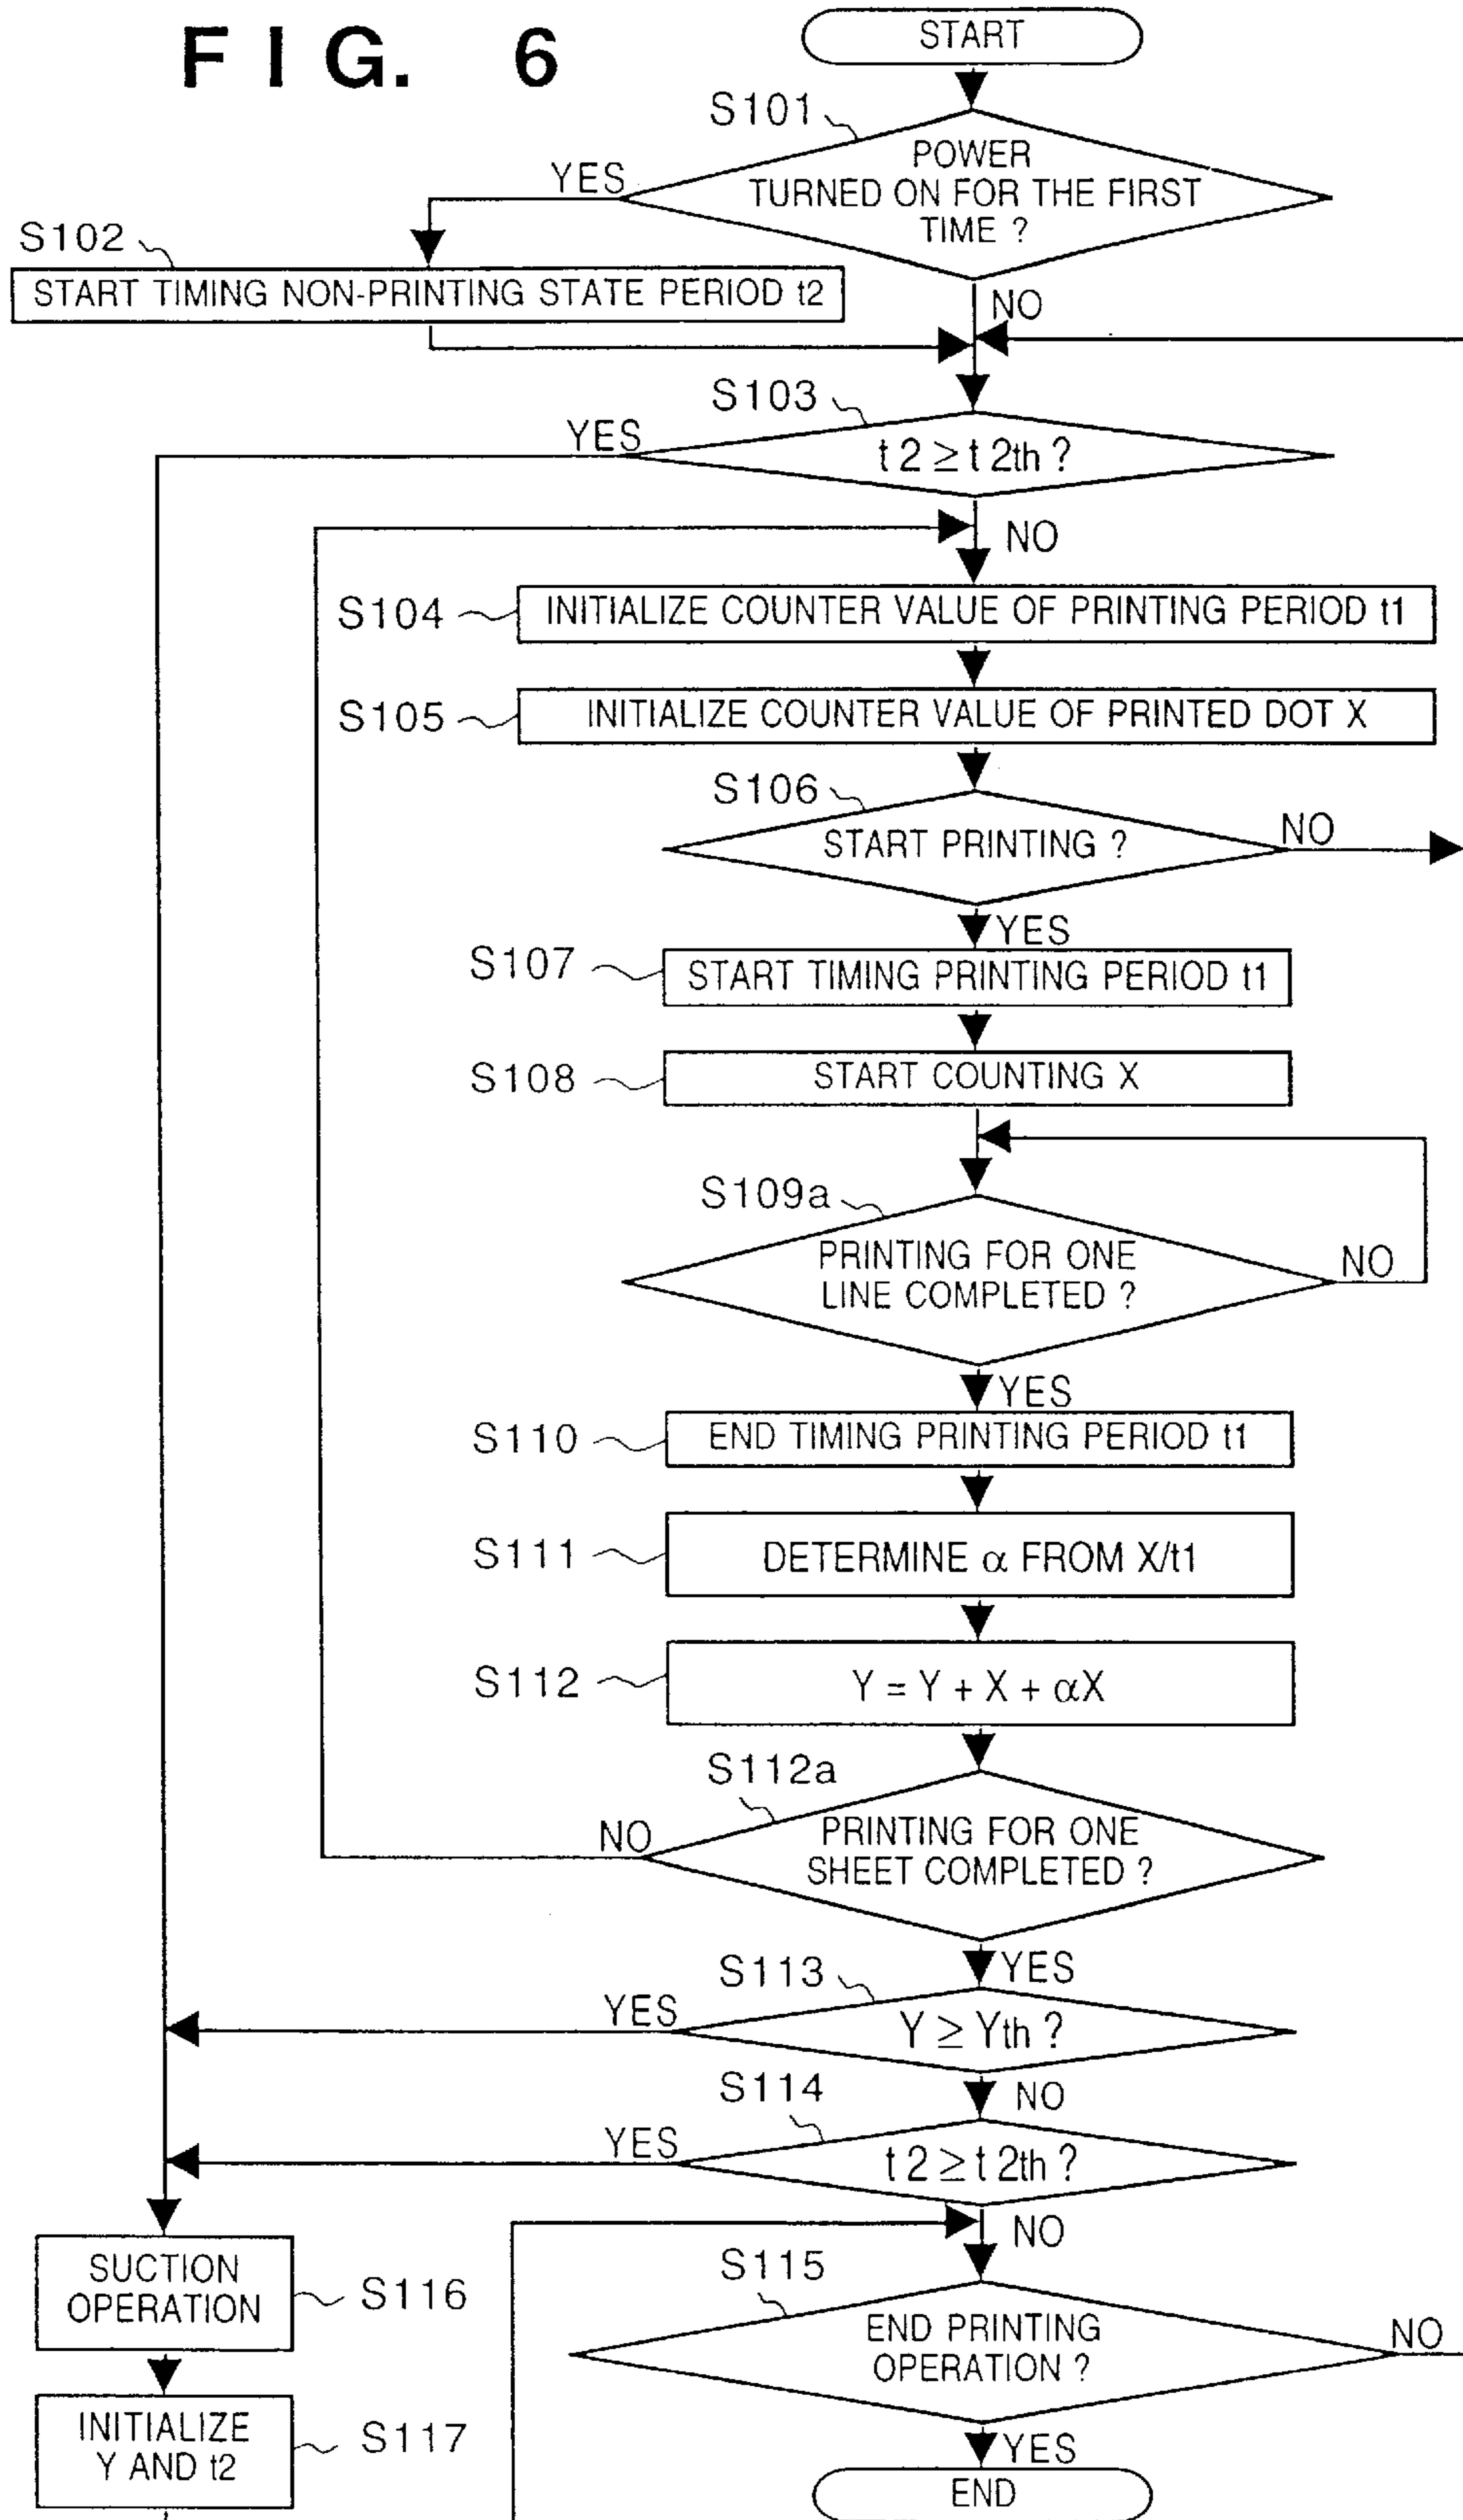 FIG. 6
START
S101
POWER
TURNED ON FOR THE FIRST
TIME ?
YES
S102
START TIMING NON-PRINTING STATE PERIOD t2
NO
S103
YES
t2 ≥ t2th ?
NO
S104
INITIALIZE COUNTER VALUE OF PRINTING PERIOD t1
S105
INITIALIZE COUNTER VALUE OF PRINTED DOT X
S106
START PRINTING ?
NO
YES
S107
START TIMING PRINTING PERIOD t1
S108
START COUNTING X
S109a
PRINTING FOR ONE
LINE COMPLETED ?
NO
YES
S110
END TIMING PRINTING PERIOD t1
S111
DETERMINE α FROM X/t1
S112
Y = Y + X + αX
S112a
NO
PRINTING FOR ONE
SHEET COMPLETED ?
YES
S113
YES
Y ≥ Yth ?
NO
S114
YES
t2 ≥ t2th ?
NO
S115
SUCTION
OPERATION
S116
END PRINTING
OPERATION ?
NO
INITIALIZE
Y AND t2
S117
YES
END